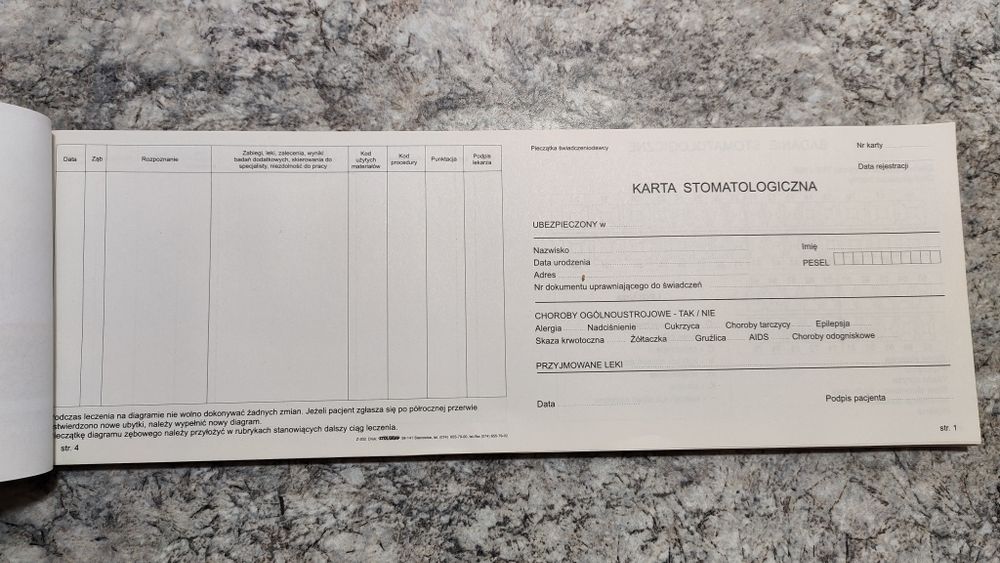 Data
Ząb
Rozpoznanie
Zabiegi, leki, zalecenia, wyniki
badań dodatkowych, skierowania do
specjalisty, niezdolność do pracy
Kod
użytych
materiałów
Kod
procedury
Punktacja
Podpis
lekarza
odczas leczenia na diagramie nie wolno dokonywać żadnych zmian. Jeżeli pacjent zgłasza się po półrocznej przerwie
stwierdzono nowe ubytki, należy wypełnić nowy diagram.
ieczątkę diagramu zębowego należy przyłożyć w rubrykach stanowiących dalszy ciąg leczenia.
str. 4
Pieczątka świadczeniodawcy
Nr karty
Data rejestracji
KARTA STOMATOLOGICZNA
UBEZPIECZONY w
Nazwisko Imię
Data urodzenia PESEL
Adres
Nr dokumentu uprawniającego do świadczeń
CHOROBY OGÓLNOUSTROJOWE - TAK / NIE
Alergia Nadciśnienie Cukrzyca Choroby tarczycy Epilepsja
Skaza krwotoczna Żółtaczka Gruźlica AIDS Choroby odogniskowe
PRZYJMOWANE LEKI
Data Podpis pacjenta
str. 1